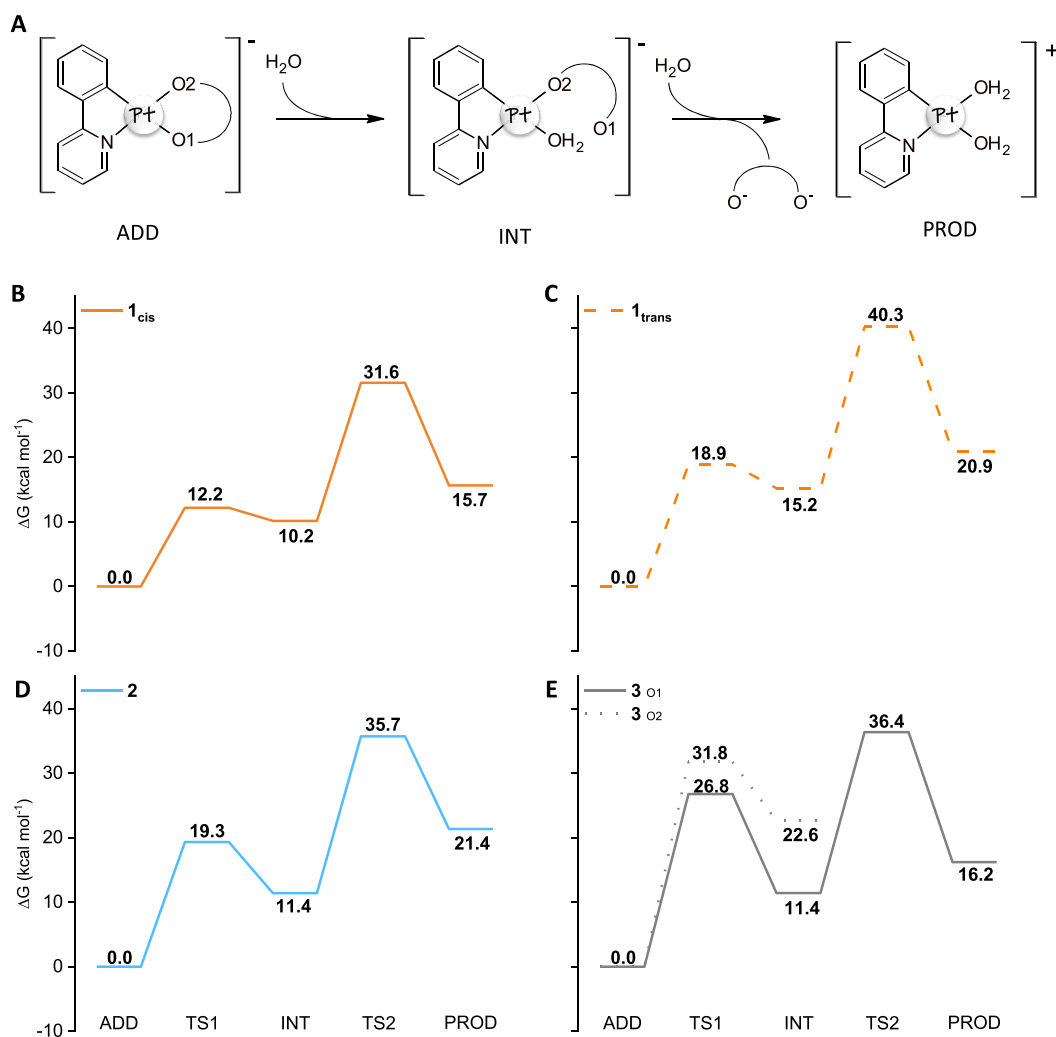 A
[ Pt O2 O1 N ]-
H2O
[ Pt O2 O1 OH2 N ]-
H2O
O- O-
[ Pt OH2 OH2 N ]+
ADD
INT
PROD
B
1cis
ΔG (kcal mol-1)
40
30
20
10
0
-10
0.0
12.2
10.2
31.6
15.7
C
1trans
0.0
18.9
15.2
40.3
20.9
D
2
ΔG (kcal mol-1)
40
30
20
10
0
-10
0.0
19.3
11.4
35.7
21.4
ADD TS1 INT TS2 PROD
E
3 O1
3 O2
0.0
31.8
26.8
22.6
11.4
36.4
16.2
ADD TS1 INT TS2 PROD